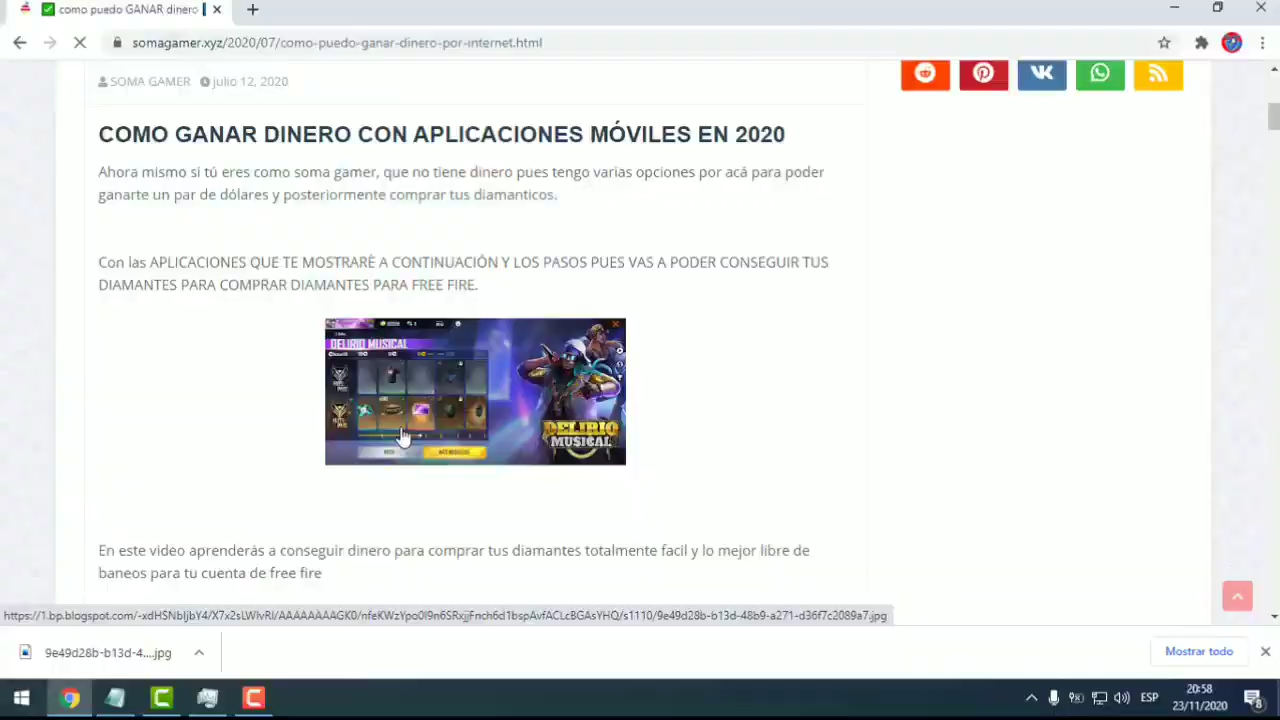 como puedo GANAR dinero
somagamer.xyz/2020/07/como-puedo-ganar-dinero-por-internet.html
SOMA GAMER julio 12, 2020
COMO GANAR DINERO CON APLICACIONES MÓVILES EN 2020
Ahora mismo si tú eres como soma gamer, que no tiene dinero pues tengo varias opciones por acá para poder
ganarte un par de dólares y posteriormente comprar tus diamanticos.
Con las APLICACIONES QUE TE MOSTRARÈ A CONTINUACIÓN Y LOS PASOS PUES VAS A PODER CONSEGUIR TUS
DIAMANTES PARA COMPRAR DIAMANTES PARA FREE FIRE.
DELIRIO MUSICAL
DELIRIO
MUSICAL
En este video aprenderás a conseguir dinero para comprar tus diamantes totalmente facil y lo mejor libre de
baneos para tu cuenta de free fire
9e49d28b-b13d-4....jpg
Mostrar todo
ESP
20:58
23/11/2020
8